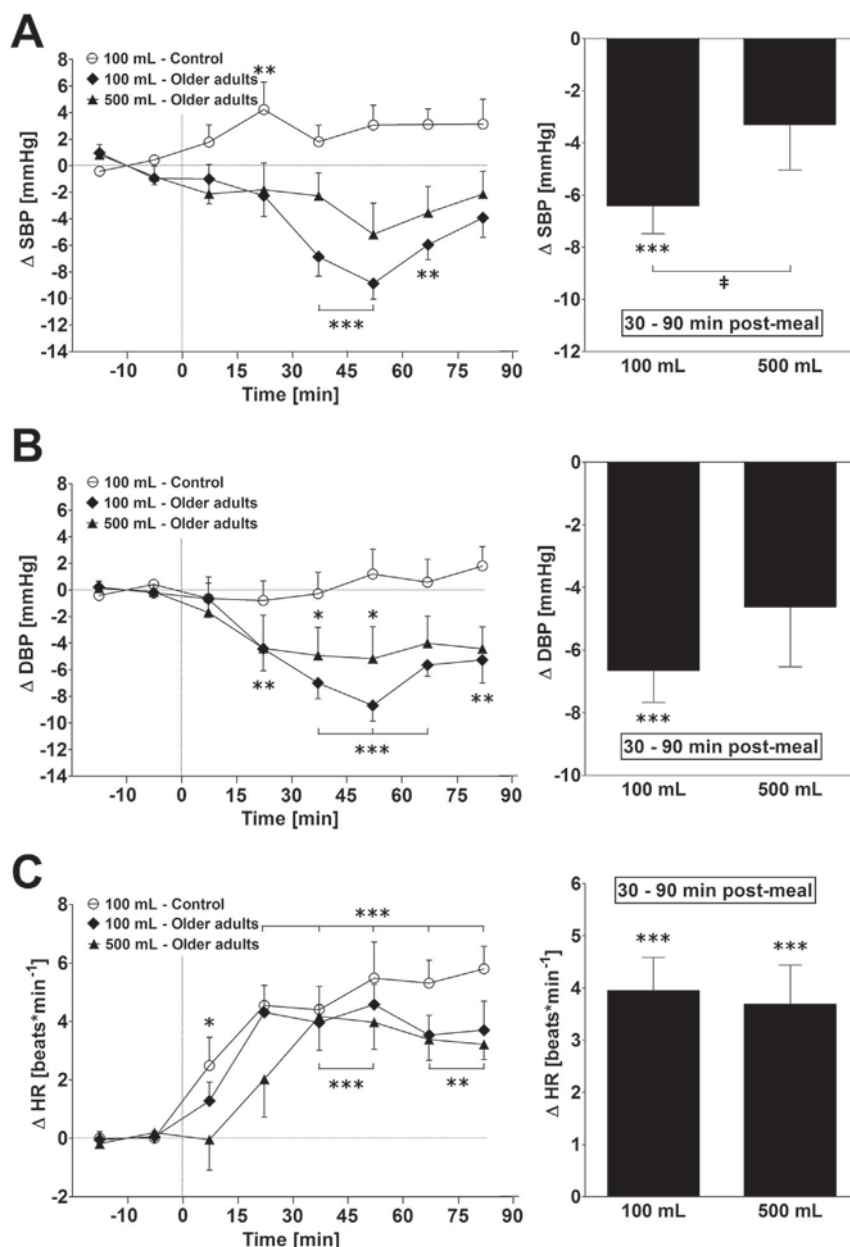 A
100 mL - Control
100 mL - Older adults
500 mL - Older adults
**
***
**
Δ SBP [mmHg]
8
6
4
2
0
-2
-4
-6
-8
-10
-12
-14
-10 0 15 30 45 60 75 90
Time [min]
Δ SBP [mmHg]
0
-2
-4
-6
-8
-10
-12
***
ǂ
30 - 90 min post-meal
100 mL 500 mL
B
100 mL - Control
100 mL - Older adults
500 mL - Older adults
* *
** **
***
Δ DBP [mmHg]
8
6
4
2
0
-2
-4
-6
-8
-10
-12
-14
-10 0 15 30 45 60 75 90
Time [min]
Δ DBP [mmHg]
0
-2
-4
-6
-8
-10
***
30 - 90 min post-meal
100 mL 500 mL
C
100 mL - Control
100 mL - Older adults
500 mL - Older adults
***
*
*** **
Δ HR [beats*min-1]
8
6
4
2
0
-2
-10 0 15 30 45 60 75 90
Time [min]
Δ HR [beats*min-1]
6
5
4
3
2
1
0
30 - 90 min post-meal
*** ***
100 mL 500 mL